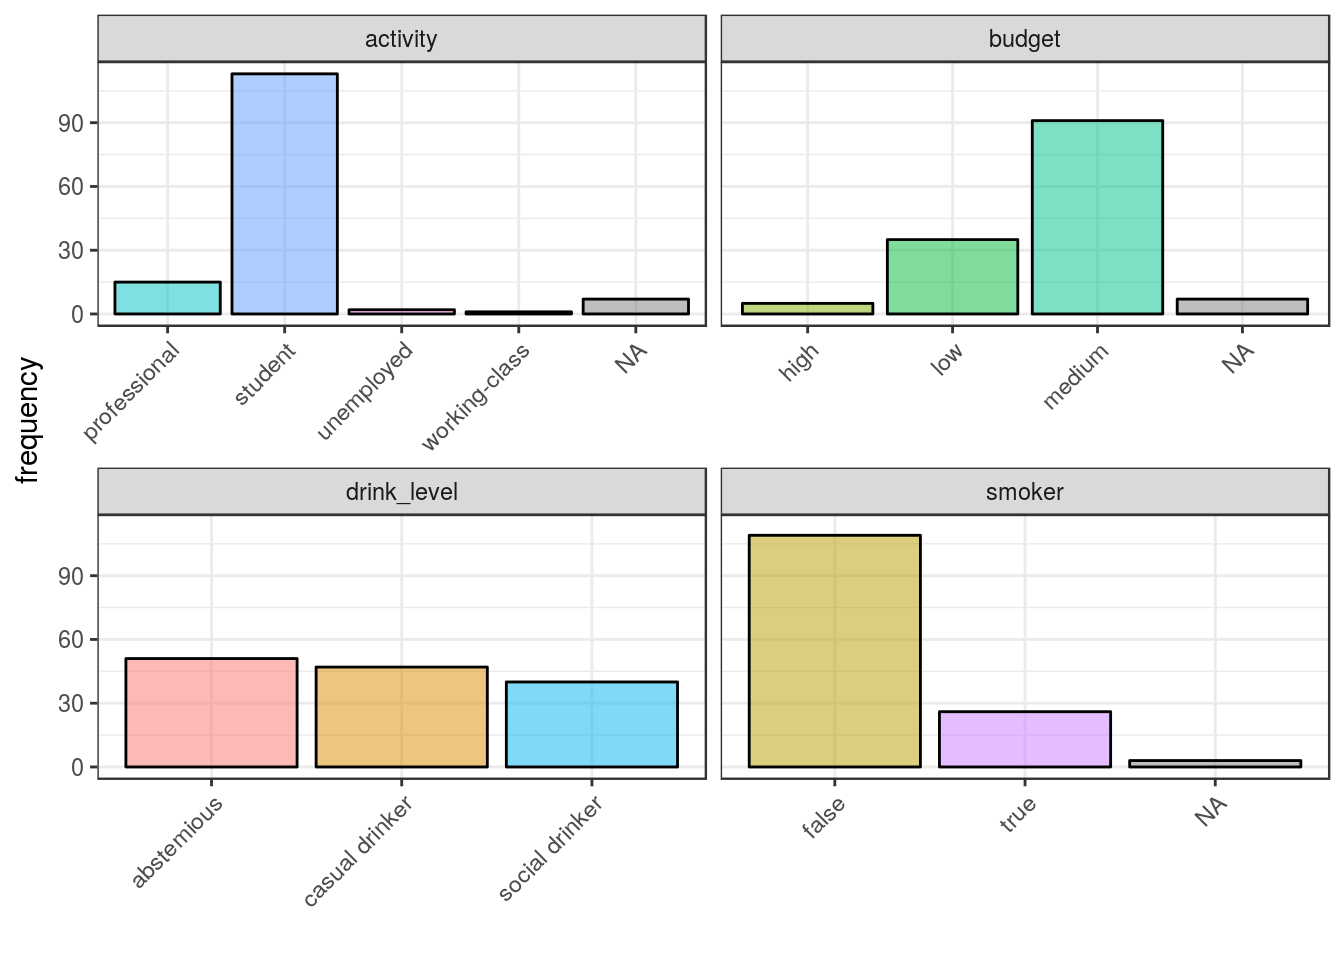 activity
budget
90
60
30
0
professional
student
unemployed
working-class
NA
high
low
medium
NA
frequency
drink_level
smoker
90
60
30
0
abstemious
casual drinker
social drinker
false
true
NA